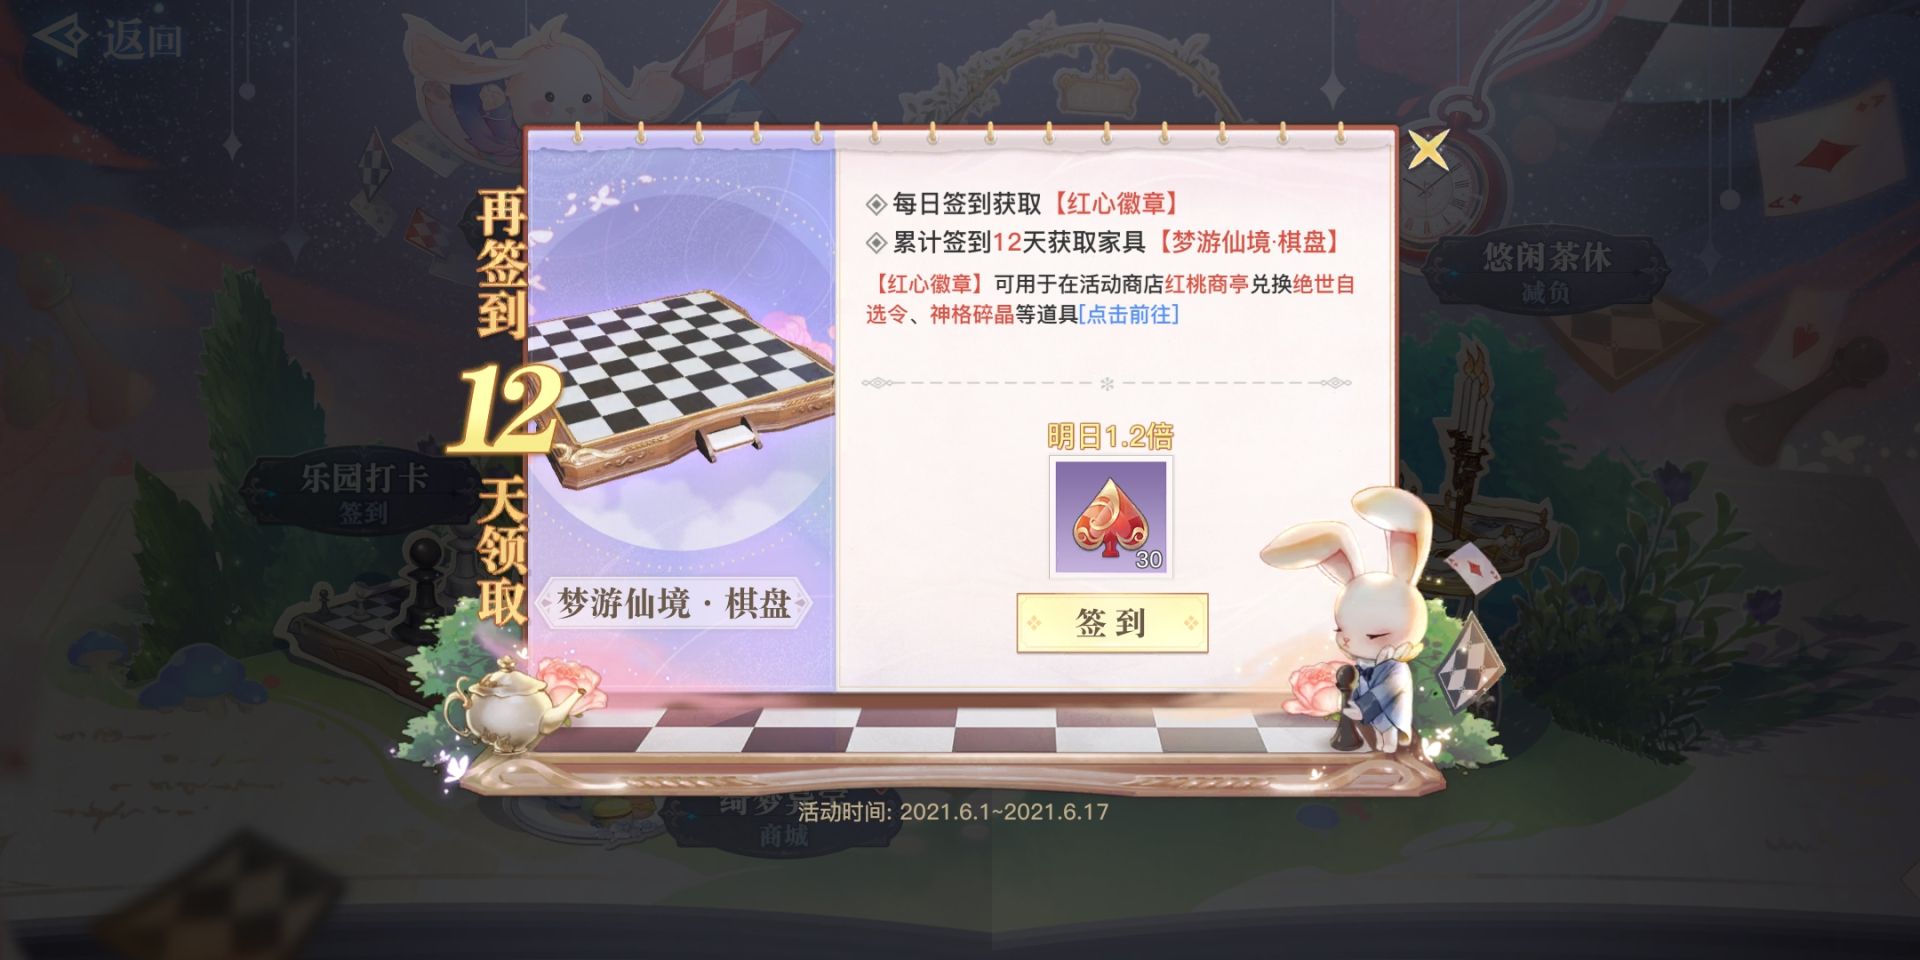 返回
再签到
12
天领取
梦游仙境·棋盘
每日签到获取【红心徽章】
累计签到12天获取家具【梦游仙境·棋盘】
【红心徽章】可用于在活动商店红桃商亭兑换绝世自
选令、神格碎晶等道具[点击前往]
明日1.2倍
30
签到
悠闲茶休
减负
乐园打卡
签到
商城
活动时间: 2021.6.1~2021.6.17